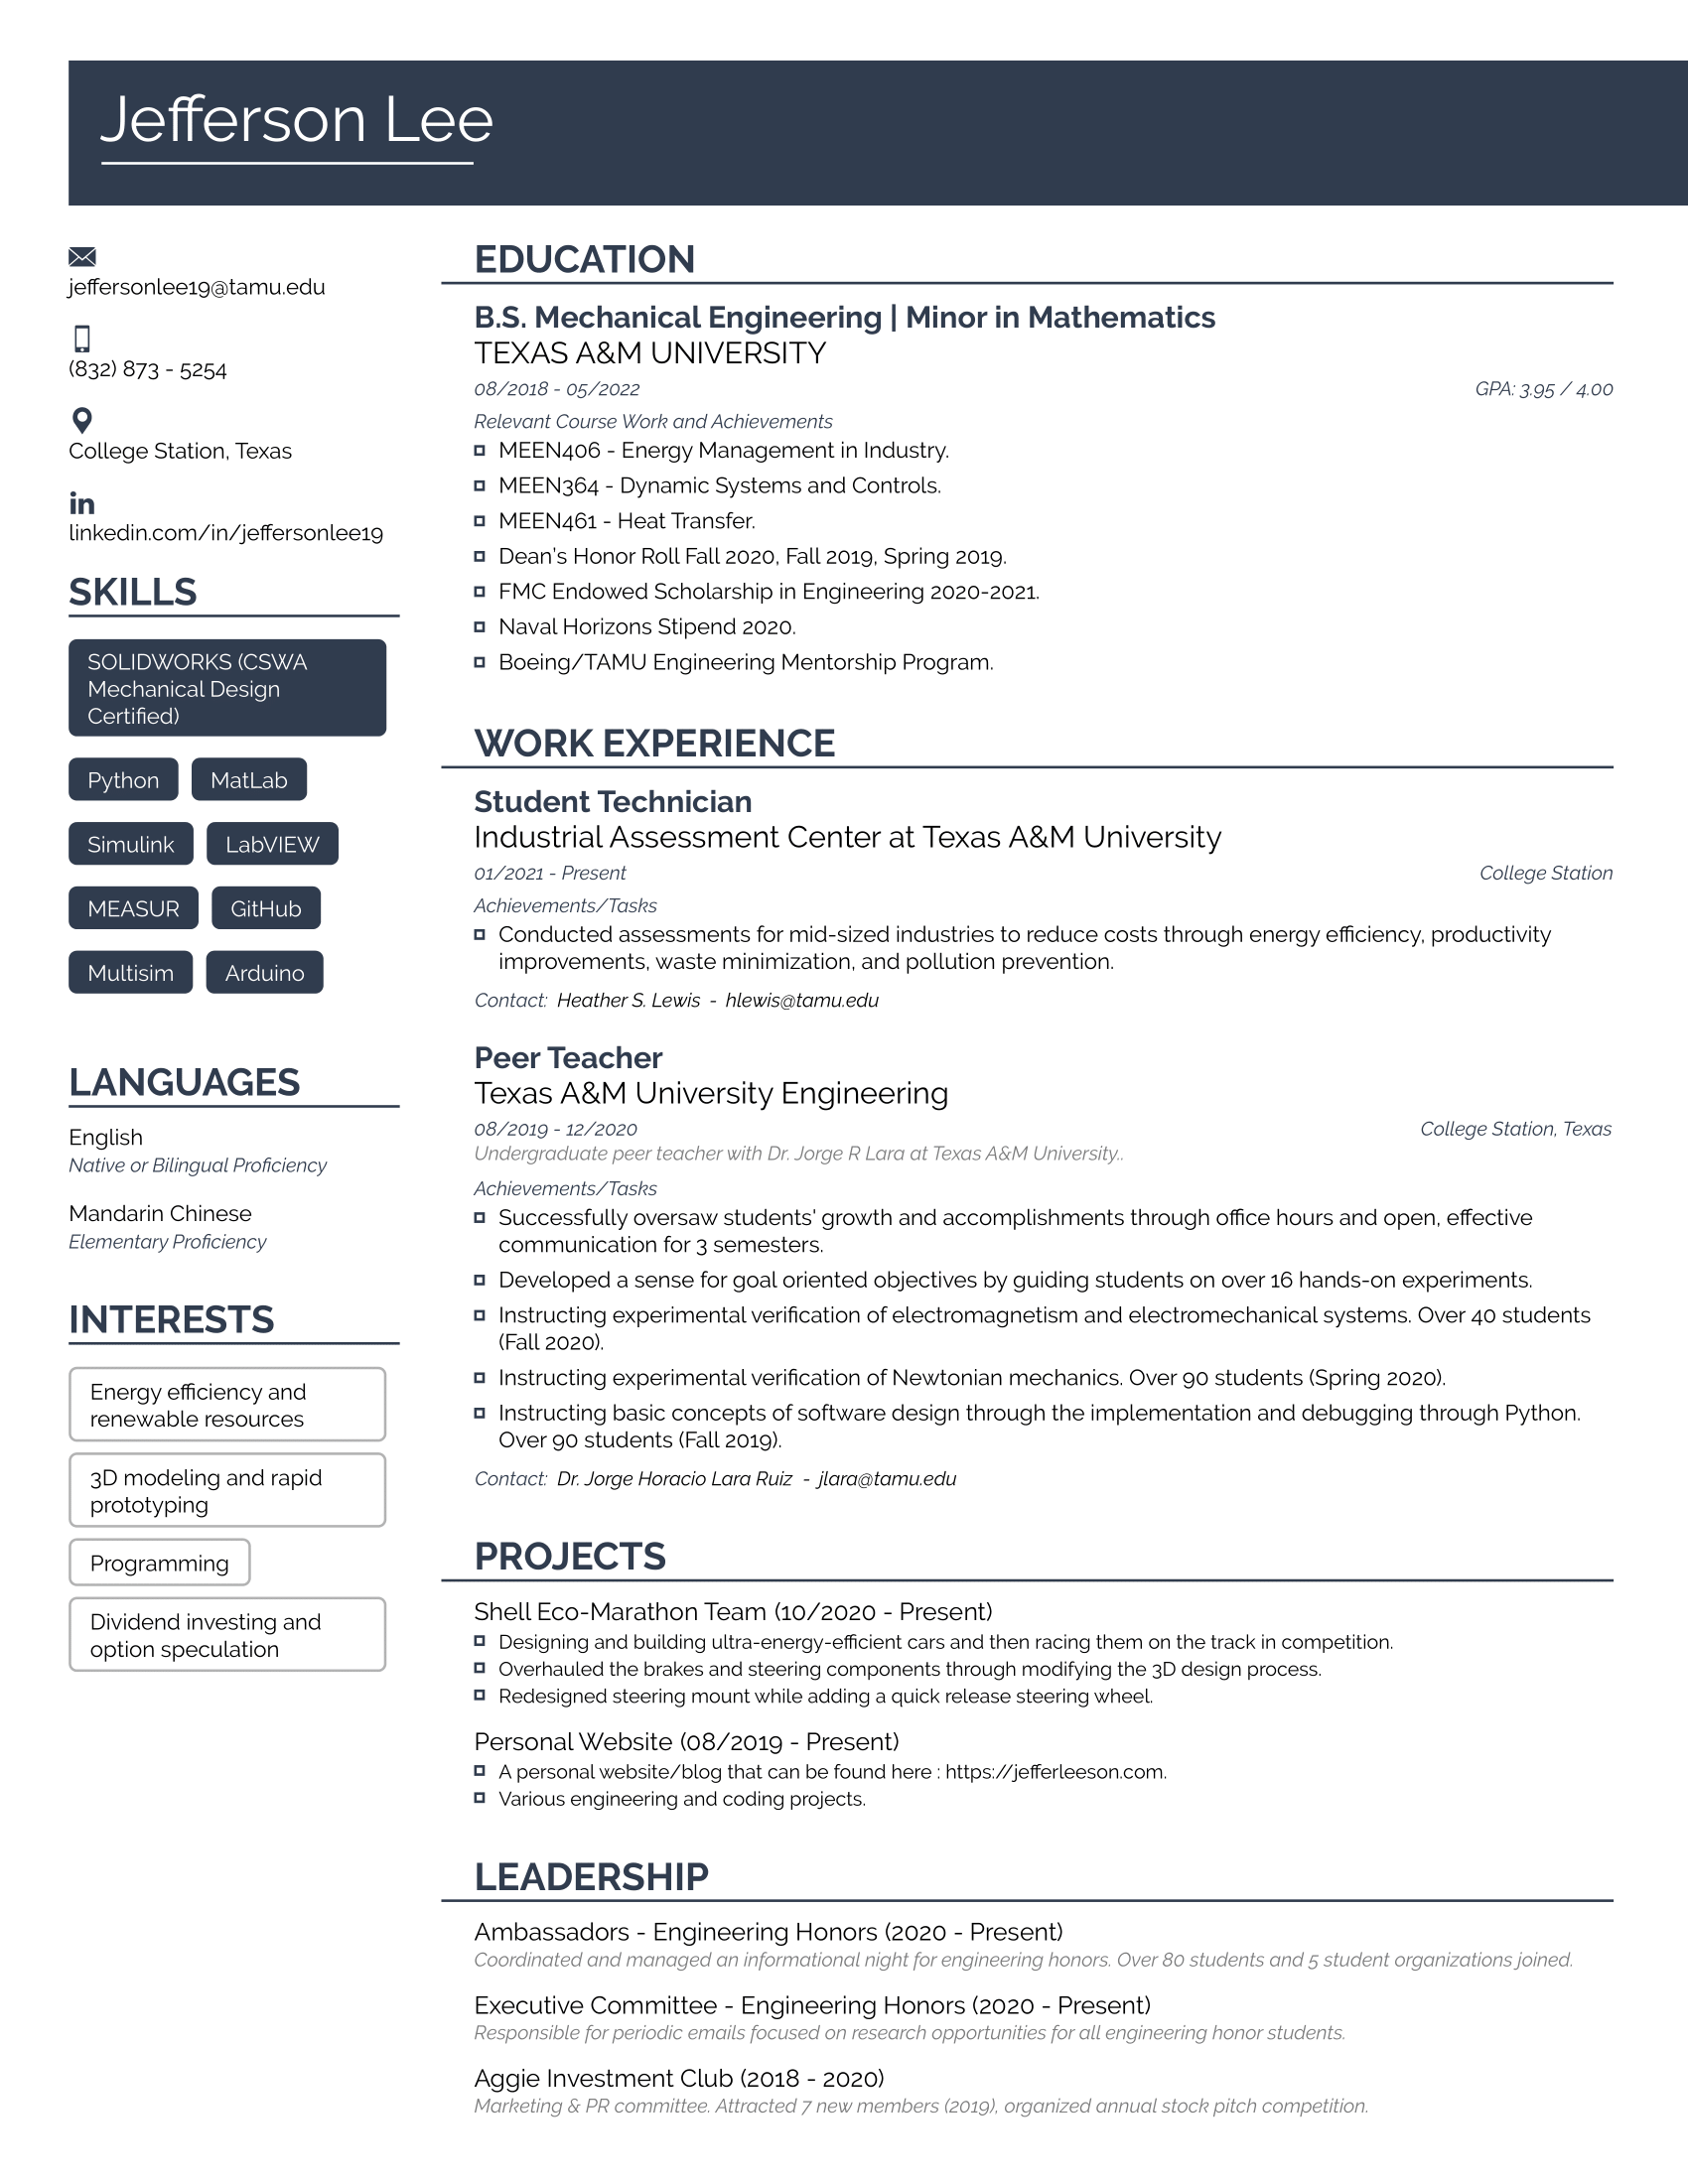 Jefferson Lee
jeffersonlee19@tamu.edu
(832) 873 - 5254
College Station, Texas
in
linkedin.com/in/jeffersonlee19
SKILLS
SOLIDWORKS (CSWA
Mechanical Design
Certified)
Python MatLab
Simulink LabVIEW
MEASUR GitHub
Multisim Arduino
LANGUAGES
English
Native or Bilingual Proficiency
Mandarin Chinese
Elementary Proficiency
INTERESTS
Energy efficiency and
renewable resources
3D modeling and rapid
prototyping
Programming
Dividend investing and
option speculation
EDUCATION
B.S. Mechanical Engineering | Minor in Mathematics
TEXAS A&M UNIVERSITY
08/2018 - 05/2022 GPA: 3.95 / 4.00
Relevant Course Work and Achievements
MEEN406 - Energy Management in Industry.
MEEN364 - Dynamic Systems and Controls.
MEEN461 - Heat Transfer.
Dean's Honor Roll Fall 2020, Fall 2019, Spring 2019.
FMC Endowed Scholarship in Engineering 2020-2021.
Naval Horizons Stipend 2020.
Boeing/TAMU Engineering Mentorship Program.
WORK EXPERIENCE
Student Technician
Industrial Assessment Center at Texas A&M University
01/2021 - Present College Station
Achievements/Tasks
Conducted assessments for mid-sized industries to reduce costs through energy efficiency, productivity
improvements, waste minimization, and pollution prevention.
Contact: Heather S. Lewis - hlewis@tamu.edu
Peer Teacher
Texas A&M University Engineering
08/2019 - 12/2020 College Station, Texas
Undergraduate peer teacher with Dr. Jorge R Lara at Texas A&M University..
Achievements/Tasks
Successfully oversaw students' growth and accomplishments through office hours and open, effective
communication for 3 semesters.
Developed a sense for goal oriented objectives by guiding students on over 16 hands-on experiments.
Instructing experimental verification of electromagnetism and electromechanical systems. Over 40 students
(Fall 2020).
Instructing experimental verification of Newtonian mechanics. Over 90 students (Spring 2020).
Instructing basic concepts of software design through the implementation and debugging through Python.
Over 90 students (Fall 2019).
Contact: Dr. Jorge Horacio Lara Ruiz - jlara@tamu.edu
PROJECTS
Shell Eco-Marathon Team (10/2020 - Present)
Designing and building ultra-energy-efficient cars and then racing them on the track in competition.
Overhauled the brakes and steering components through modifying the 3D design process.
Redesigned steering mount while adding a quick release steering wheel.
Personal Website (08/2019 - Present)
A personal website/blog that can be found here : https://jefferleeson.com.
Various engineering and coding projects.
LEADERSHIP
Ambassadors - Engineering Honors (2020 - Present)
Coordinated and managed an informational night for engineering honors. Over 80 students and 5 student organizations joined.
Executive Committee - Engineering Honors (2020 - Present)
Responsible for periodic emails focused on research opportunities for all engineering honor students.
Aggie Investment Club (2018 - 2020)
Marketing & PR committee. Attracted 7 new members (2019), organized annual stock pitch competition.